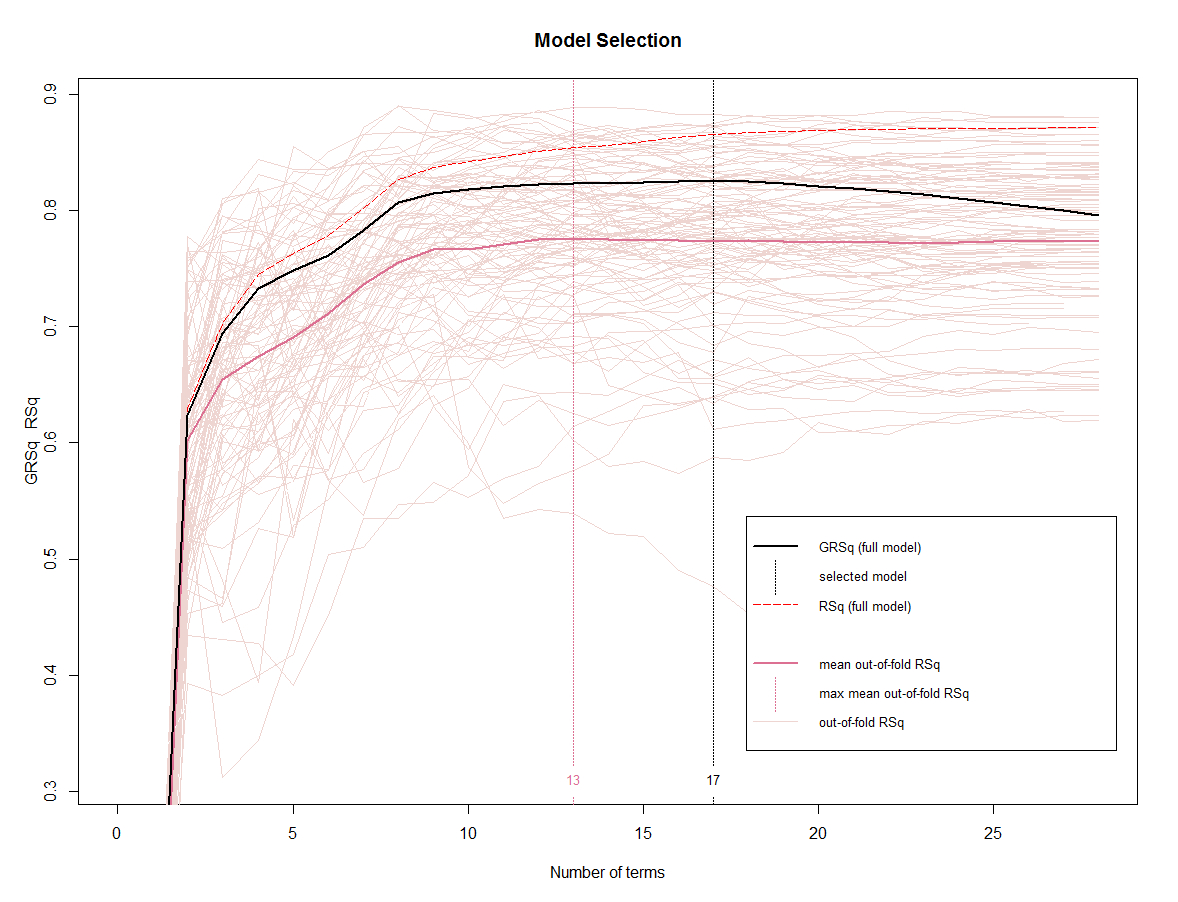 Model Selection
0.9
0.8
0.7
0.6
0.5
0.4
0.3
GRSq RSq
GRSq (full model)
selected model
RSq (full model)
mean out-of-fold RSq
max mean out-of-fold RSq
out-of-fold RSq
13
17
0
5
10
15
20
25
Number of terms